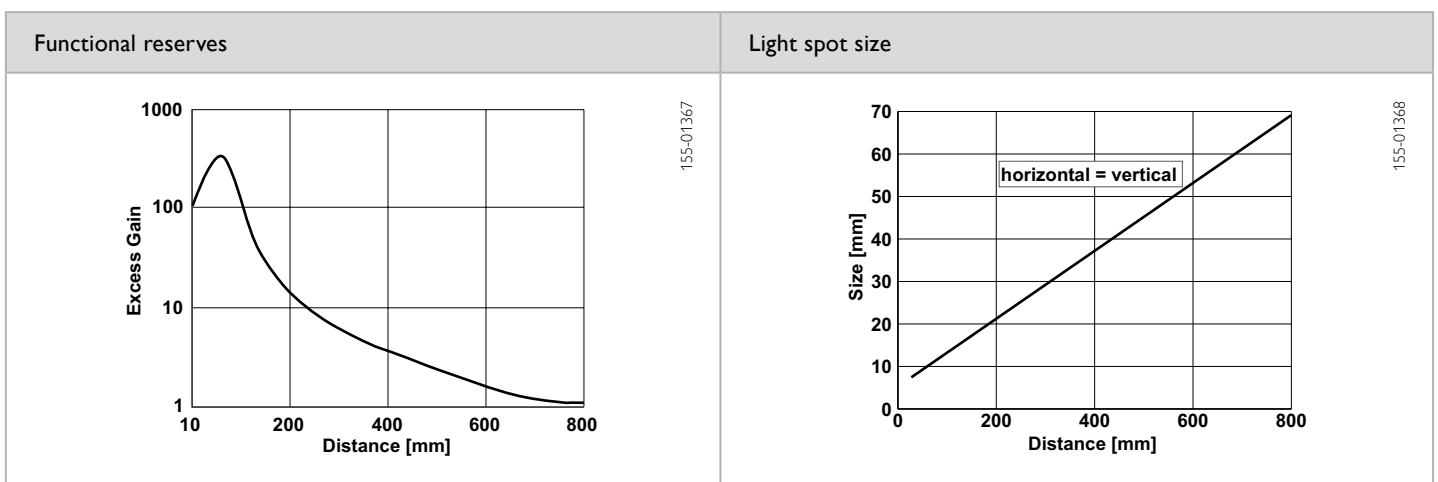 Functional reserves
1000
100
10
1
Excess Gain
10 200 400 600 800
Distance [mm]
155-01367
Light spot size
70
60
50
40
30
20
10
0
Size [mm]
horizontal = vertical
0 200 400 600 800
Distance [mm]
155-01368